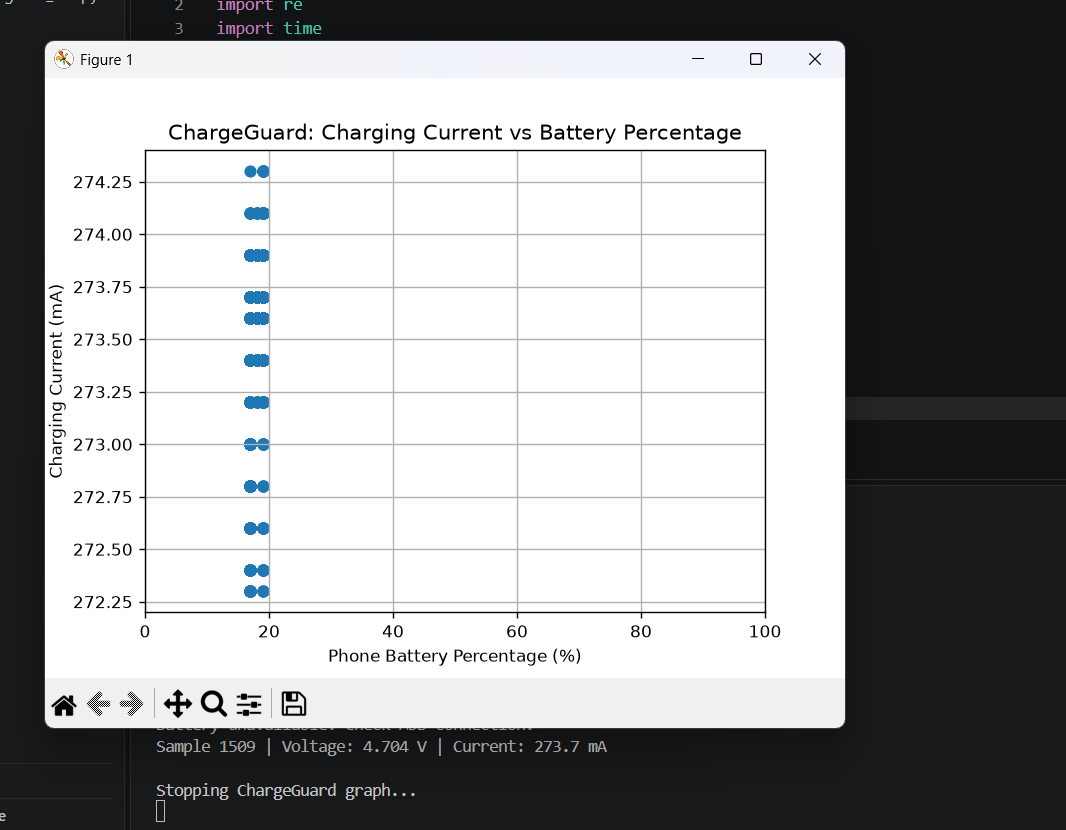 2 import re
3 import time
Figure 1
ChargeGuard: Charging Current vs Battery Percentage
274.25
274.00
273.75
273.50
273.25
273.00
272.75
272.50
272.25
Charging Current (mA)
0 20 40 60 80 100
Phone Battery Percentage (%)
Sample 1509 | Voltage: 4.704 V | Current: 273.7 mA
Stopping ChargeGuard graph...
e